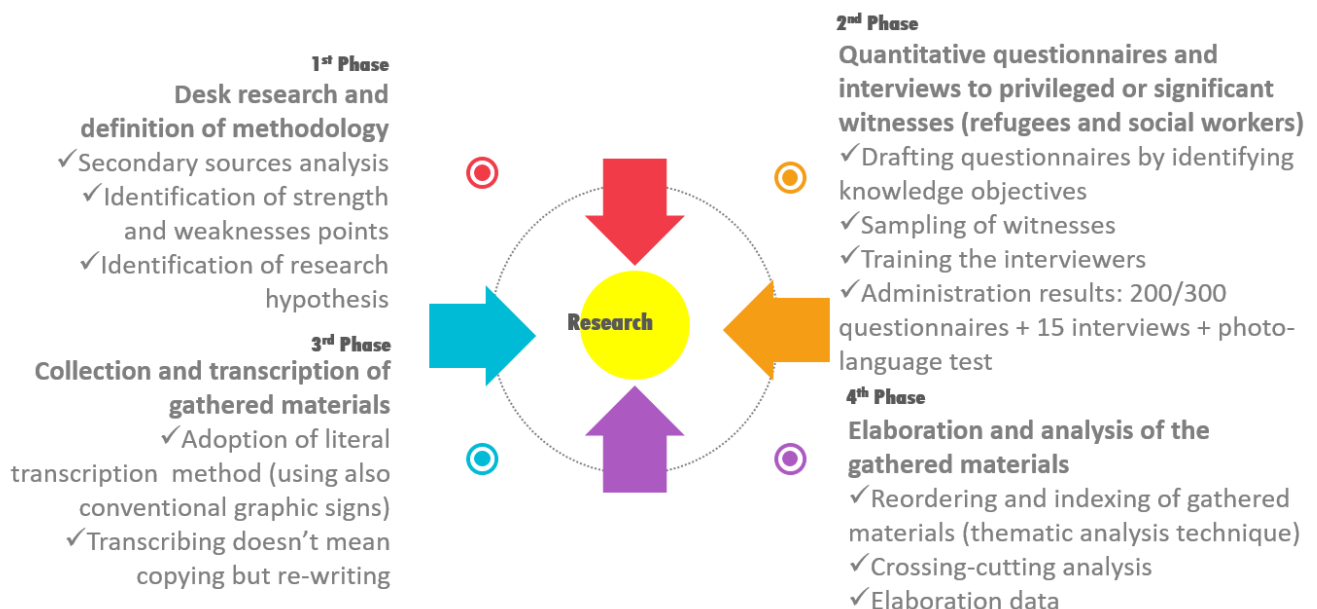 1st Phase
Desk research and
definition of methodology
✓Secondary sources analysis
✓Identification of strength
and weaknesses points
✓Identification of research
hypothesis
2nd Phase
Quantitative questionnaires and
interviews to privileged or significant
witnesses (refugees and social workers)
✓Drafting questionnaires by identifying
knowledge objectives
✓Sampling of witnesses
✓Training the interviewers
✓Administration results: 200/300
questionnaires + 15 interviews + photo-
language test
Research
3rd Phase
Collection and transcription of
gathered materials
✓Adoption of literal
transcription method (using also
conventional graphic signs)
✓Transcribing doesn't mean
copying but re-writing
4th Phase
Elaboration and analysis of the
gathered materials
✓Reordering and indexing of gathered
materials (thematic analysis technique)
✓Crossing-cutting analysis
✓Elaboration data